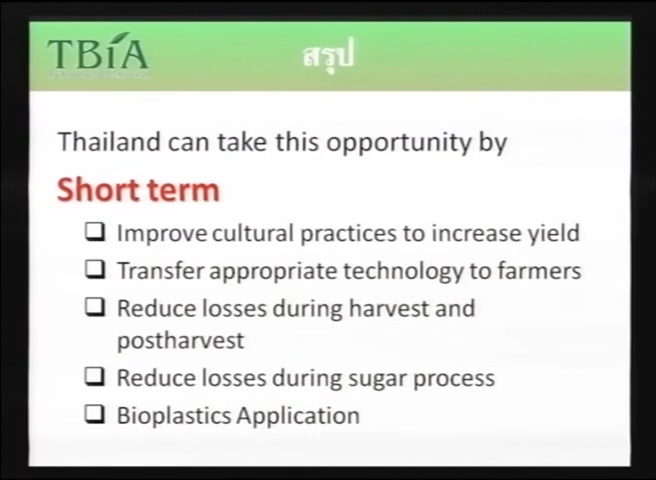 TBiA
สรุป
Thailand can take this opportunity by
Short term
Improve cultural practices to increase yield
Transfer appropriate technology to farmers
Reduce losses during harvest and
postharvest
Reduce losses during sugar process
Bioplastics Application